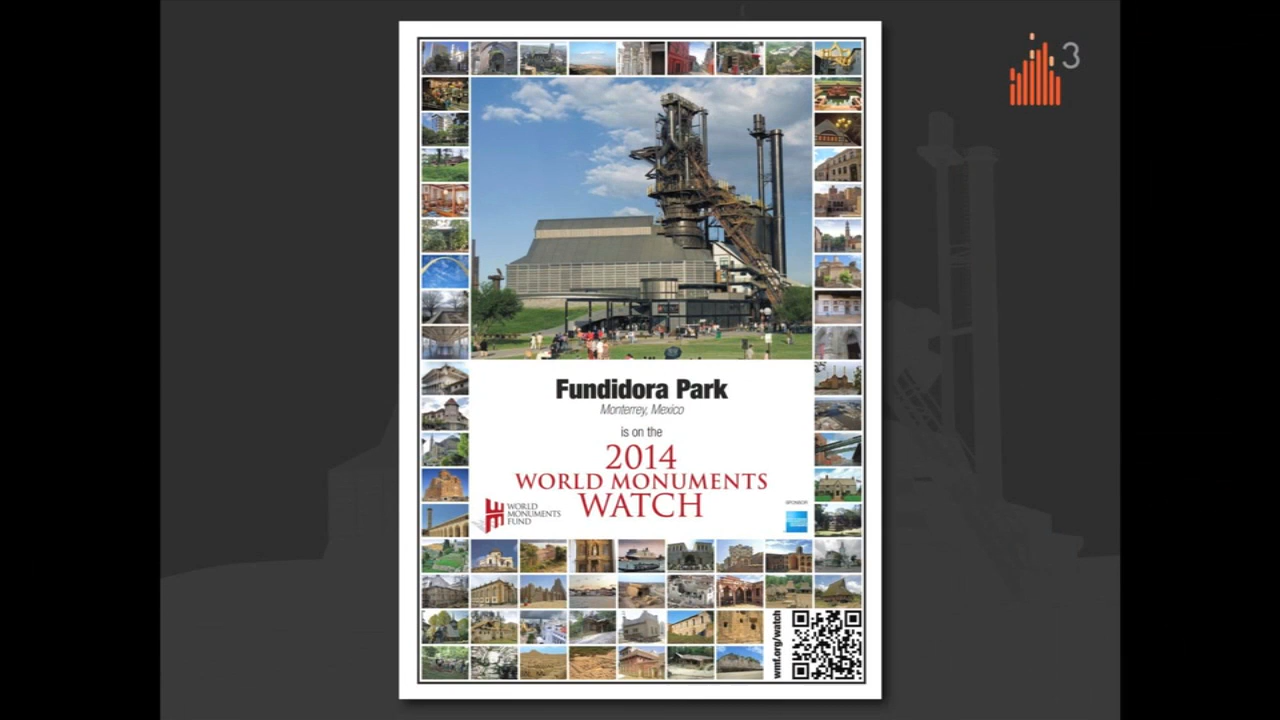 3
Fundidora Park
Monterrey, Mexico
is on the
2014
WORLD MONUMENTS
WATCH
WORLD
MONUMENTS
FUND
SPONSOR
wmf.org/watch